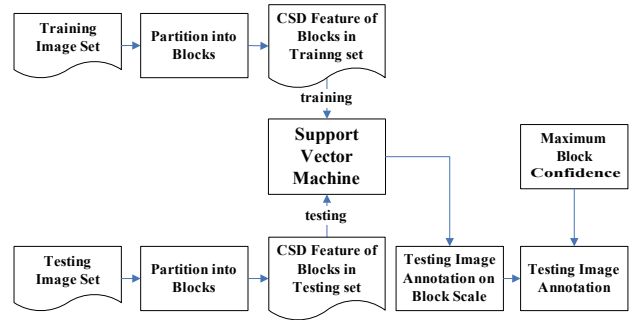 Training
Image Set
Partition into
Blocks
CSD Feature of
Blocks in
Trainng set
training
Support
Vector
Machine
Maximum
Block
Confidence
testing
Testing
Image Set
Partition into
Blocks
CSD Feature of
Blocks in
Testing set
Testing Image
Annotation on
Block Scale
Testing Image
Annotation